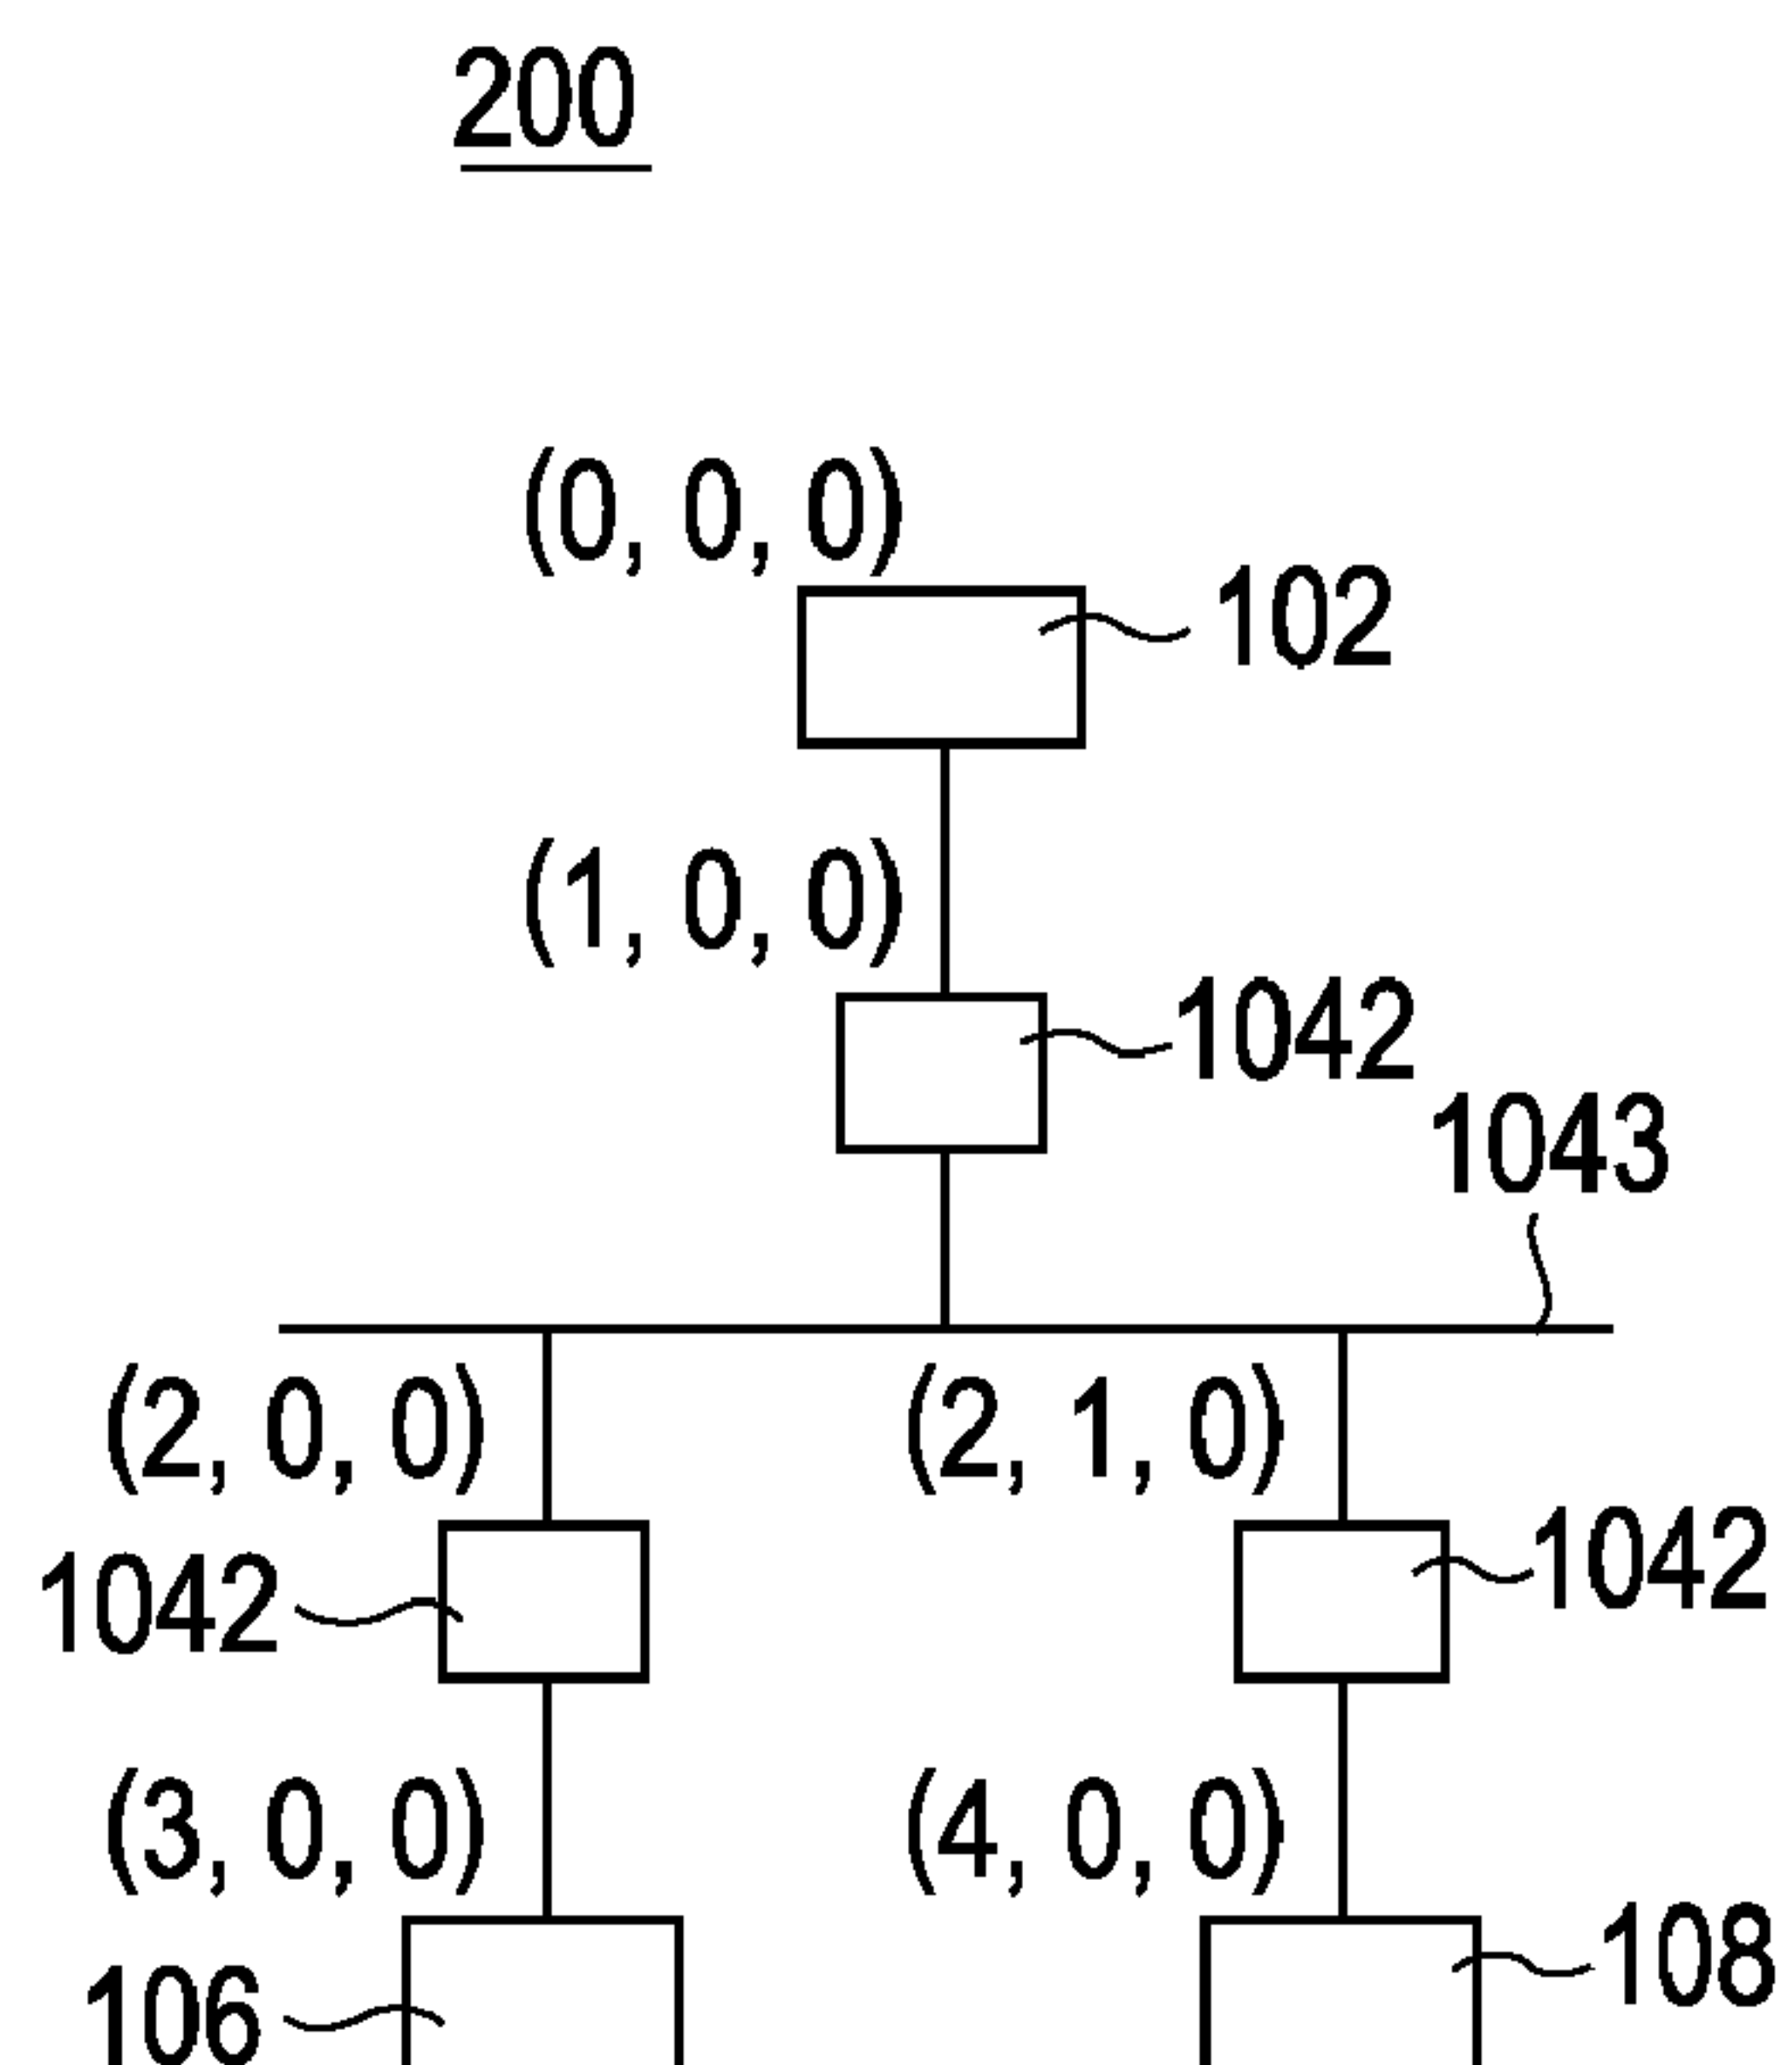 200
(0, 0, 0)
102
(1, 0, 0)
1042
1043
(2, 0, 0) (2, 1, 0)
1042
1042
(3, 0, 0) (4, 0, 0)
108
106